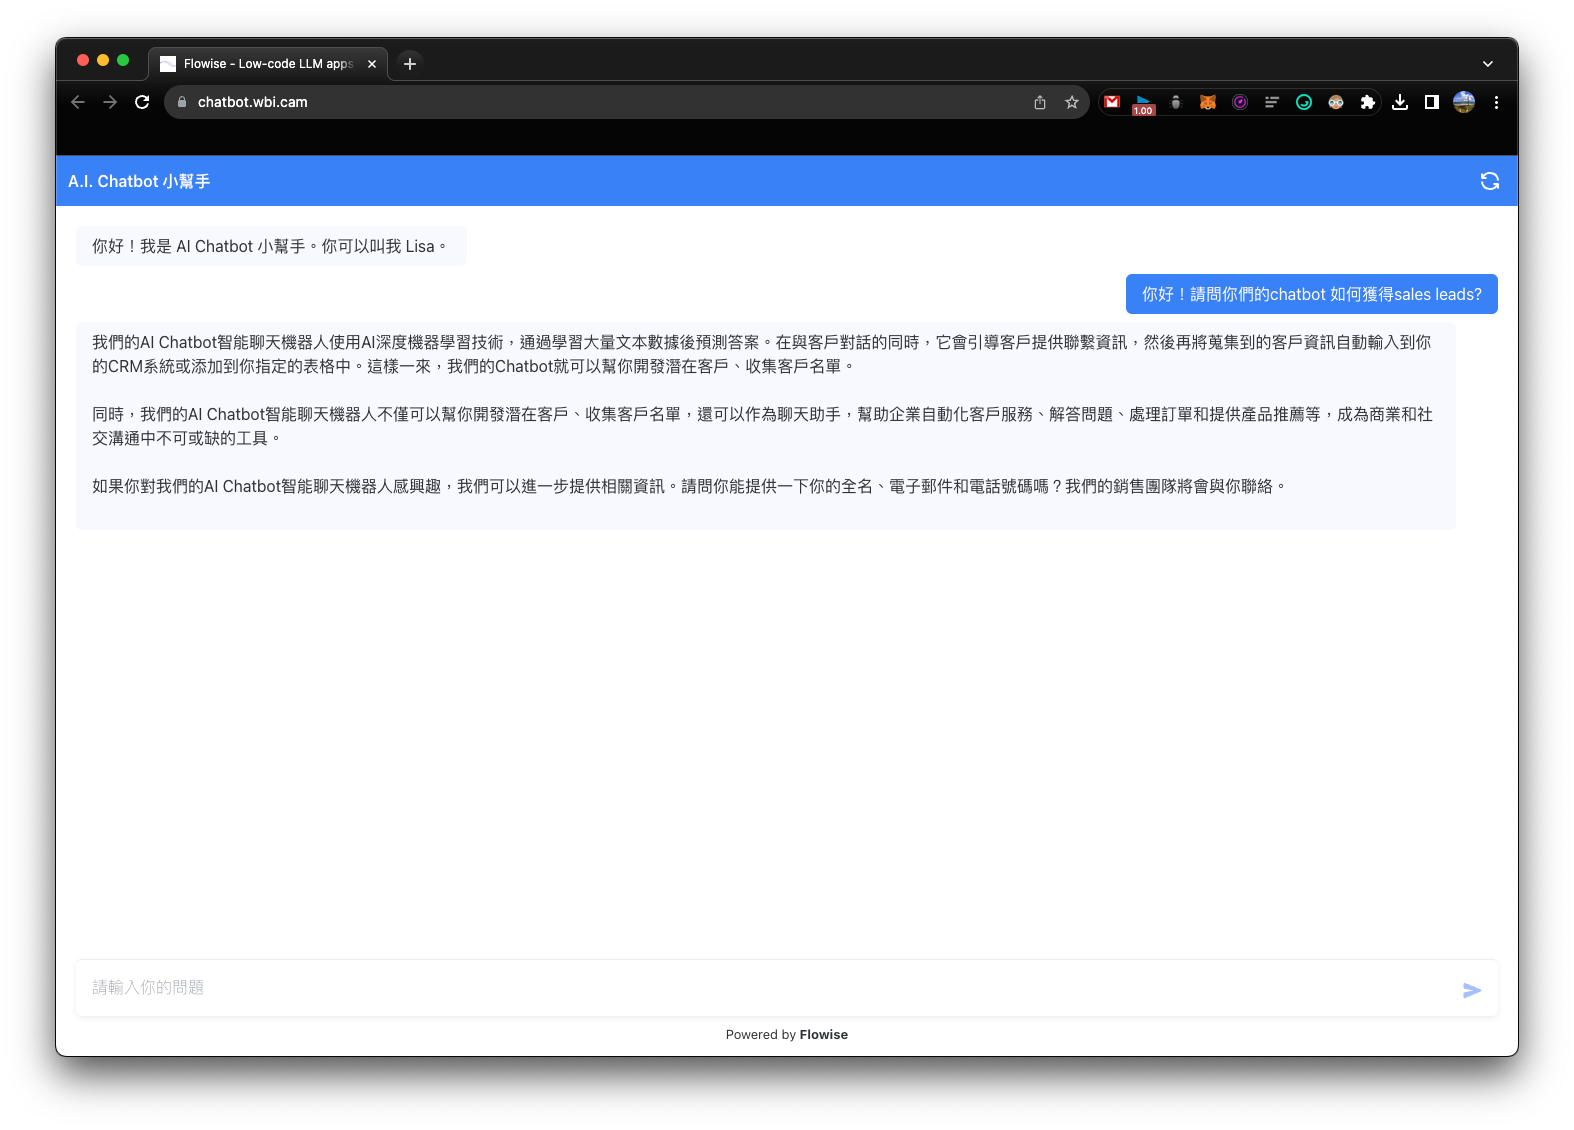 Flowise - Low-code LLM apps
chatbot.wbi.cam
1.00
A.I. Chatbot 小幫手
你好！我是 AI Chatbot 小幫手。你可以叫我 Lisa。
你好！請問你們的chatbot 如何獲得sales leads?
我們的AI Chatbot智能聊天機器人使用AI深度機器學習技術，通過學習大量文本數據後預測答案。在與客戶對話的同時，它會引導客戶提供聯繫資訊，然後再將蒐集到的客戶資訊自動輸入到你
的CRM系統或添加到你指定的表格中。這樣一來，我們的Chatbot就可以幫你開發潛在客戶、收集客戶名單。
同時，我們的AI Chatbot智能聊天機器人不僅可以幫你開發潛在客戶、收集客戶名單，還可以作為聊天助手，幫助企業自動化客戶服務、解答問題、處理訂單和提供產品推薦等，成為商業和社
交溝通中不可或缺的工具。
如果你對我們的AI Chatbot智能聊天機器人感興趣，我們可以進一步提供相關資訊。請問你能提供一下你的全名、電子郵件和電話號碼嗎？我們的銷售團隊將會與你聯絡。
請輸入你的問題
Powered by Flowise